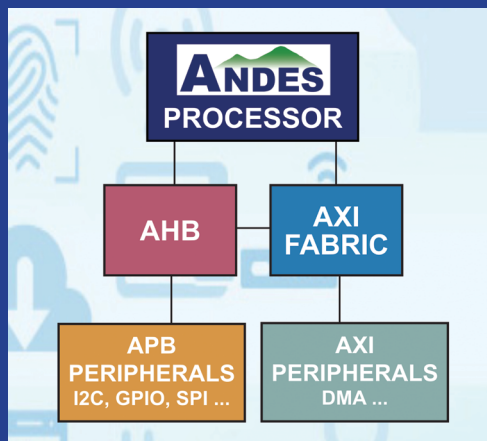 ANDES
PROCESSOR
AHB
AXI
FABRIC
APB
PERIPHERALS
I2C, GPIO, SPI ...
AXI
PERIPHERALS
DMA ...